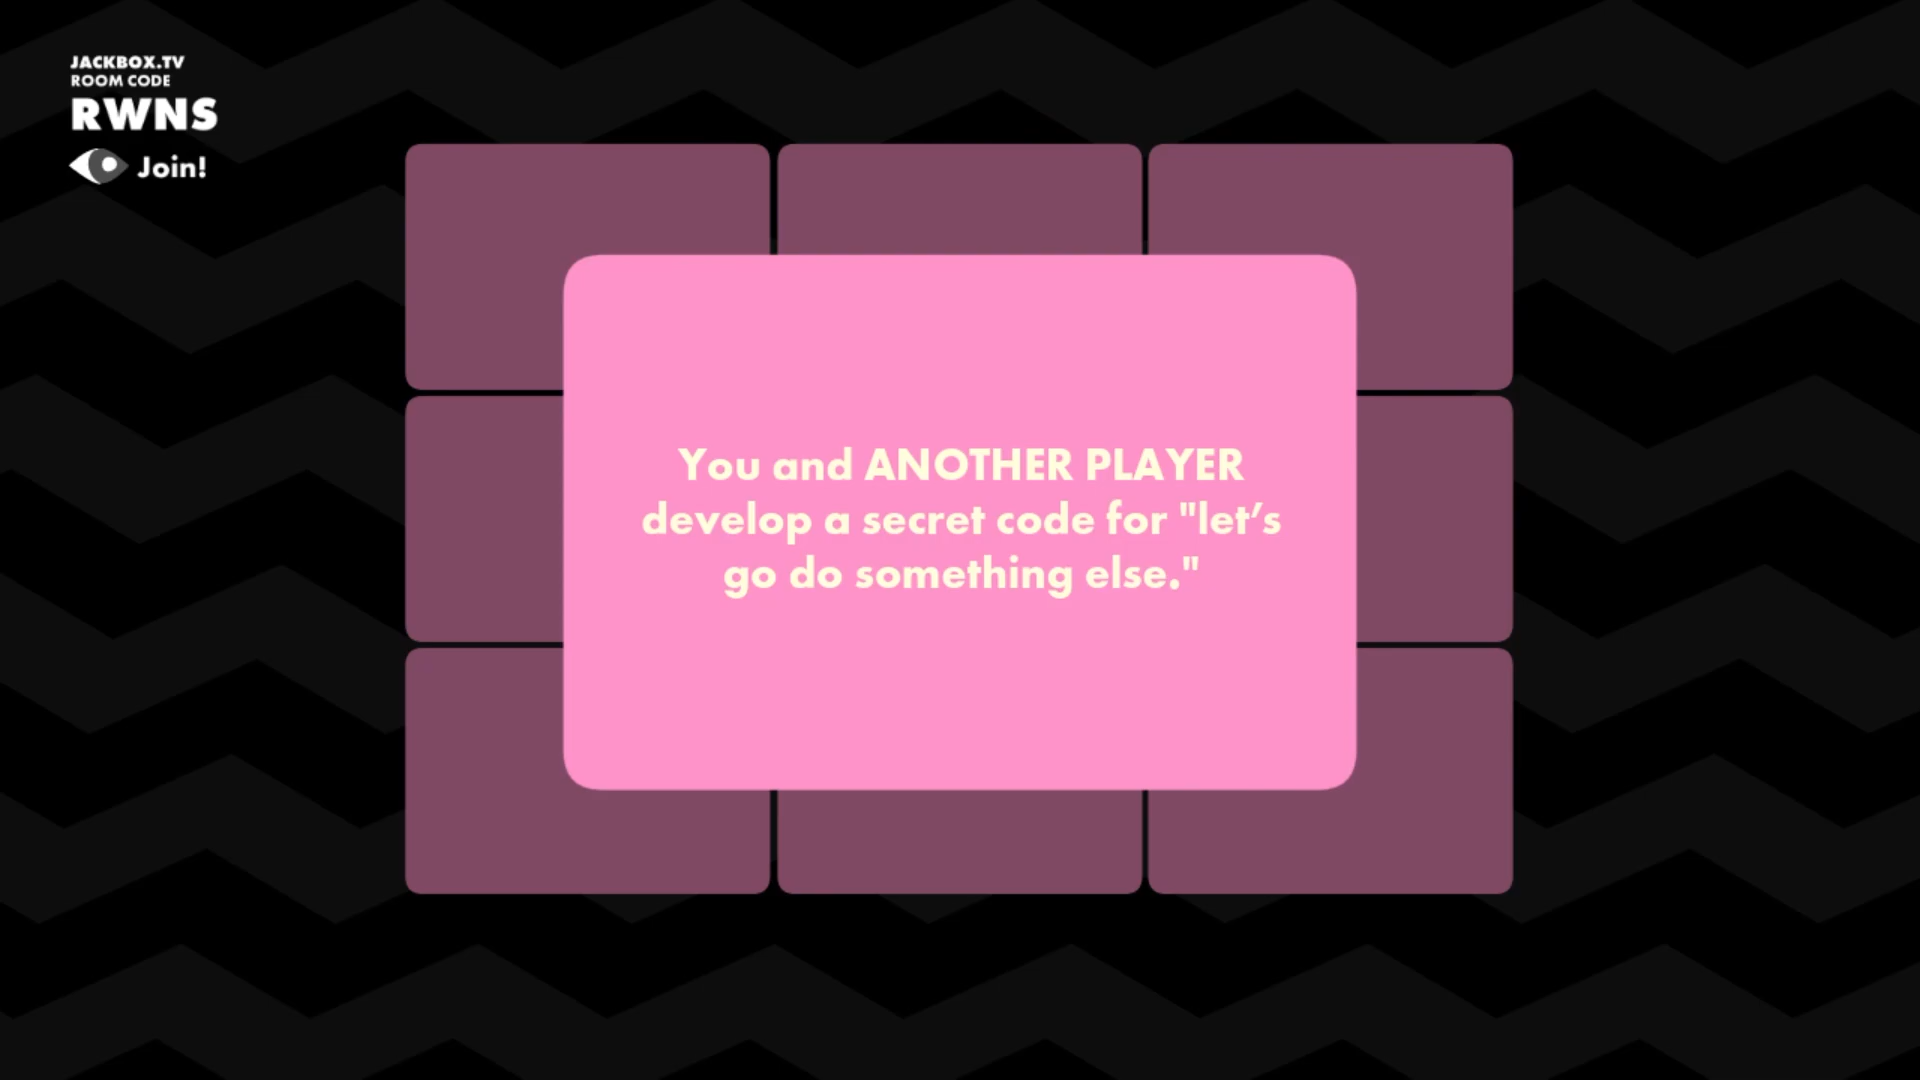 JACKBOX.TV
ROOM CODE
RWNS
Join!
You and ANOTHER PLAYER
develop a secret code for "let’s
go do something else."